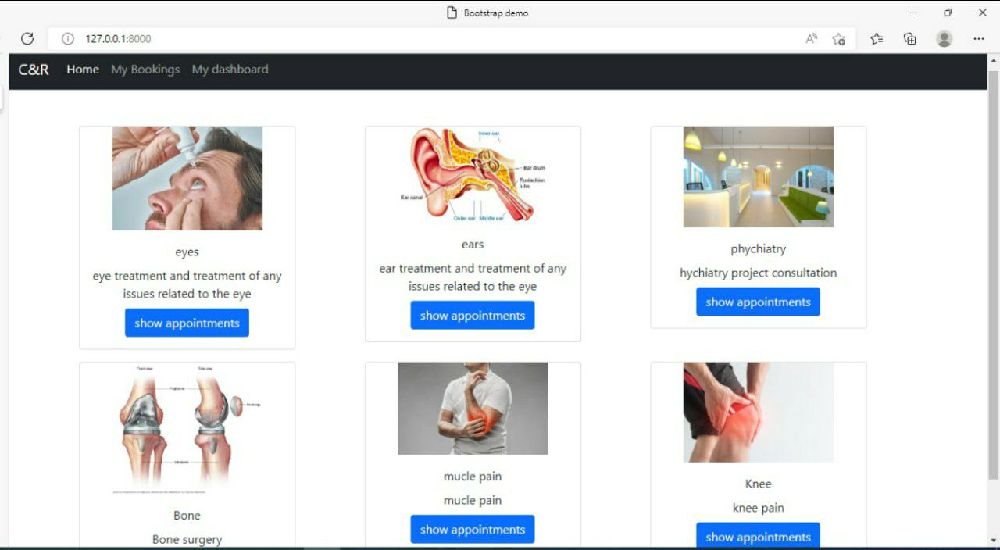 Bootstrap demo
127.0.0.1:8000
C&R Home My Bookings My dashboard
Inner ear
Ear drum
Eustachian
tube
Ear canal
Outer ear Middle ear
eyes
eye treatment and treatment of any
issues related to the eye
show appointments
ears
ear treatment and treatment of any
issues related to the eye
show appointments
phychiatry
hychiatry project consultation
show appointments
Front view Side view
Bone
Bone surgery
mucle pain
mucle pain
show appointments
Knee
knee pain
show appointments